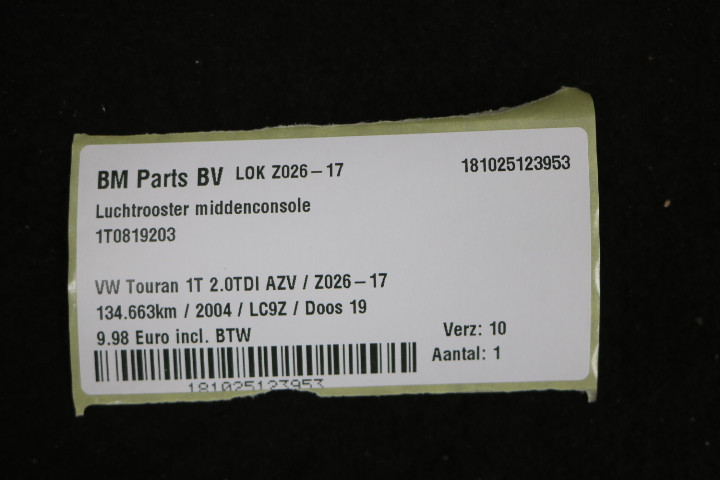 BM Parts BV LOK Z026-17 181025123953
Luchtrooster middenconsole
1T0819203
VW Touran 1T 2.0TDI AZV / Z026-17
134.663km / 2004 / LC9Z / Doos 19
9.98 Euro incl. BTW
Verz: 10
Aantal: 1
181025123953